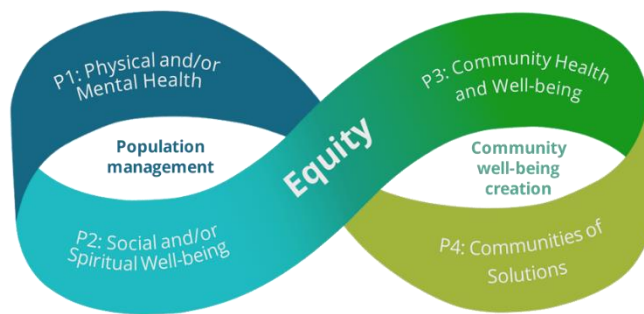 P1: Physical and/or
Mental Health
Population
management
P2: Social and/or
Spiritual Well-being
Equity
P3: Community Health
and Well-being
Community
well-being
creation
P4: Communities of
Solutions